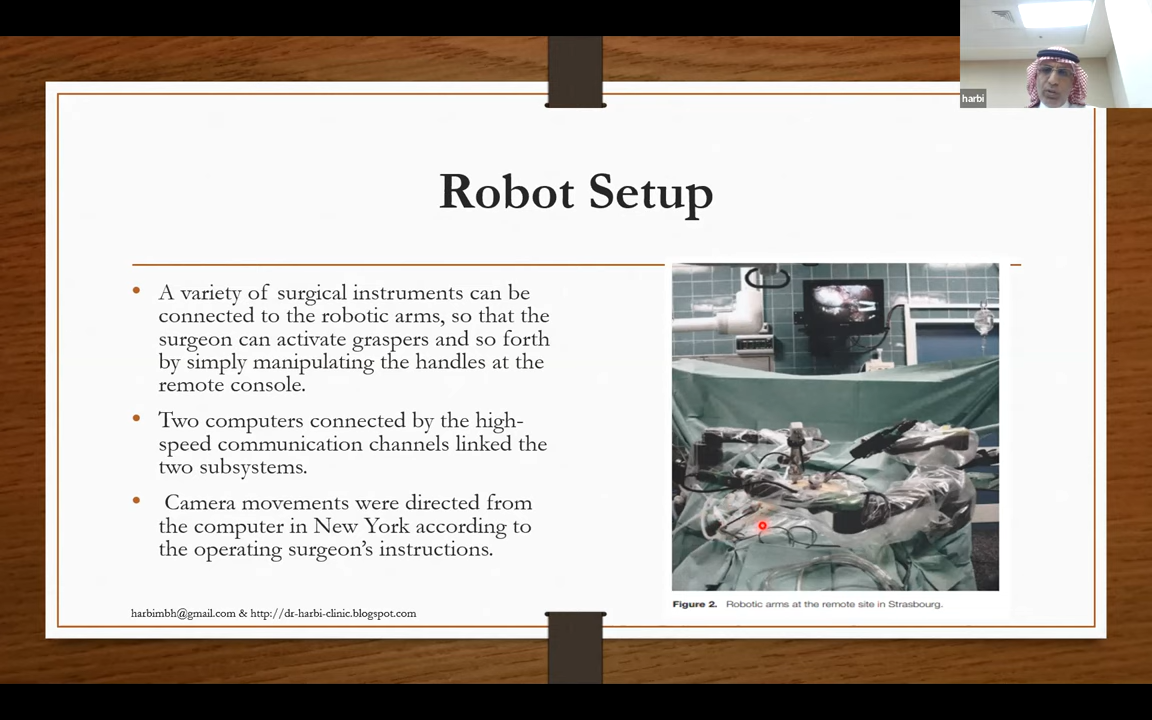 harbi
Robot Setup
• A variety of surgical instruments can be
connected to the robotic arms, so that the
surgeon can activate graspers and so forth
by simply manipulating the handles at the
remote console.
• Two computers connected by the high-
speed communication channels linked the
two subsystems.
• Camera movements were directed from
the computer in New York according to
the operating surgeon’s instructions.
Figure 2. Robotic arms at the remote site in Strasbourg.
harbimbh@gmail.com & http://dr-harbi-clinic.blogspot.com